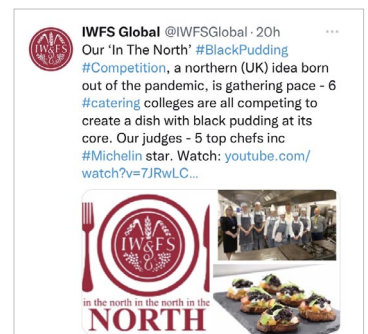 IWFS Global @IWFSGlobal · 20h
Our ‘In The North’ #BlackPudding
#Competition, a northern (UK) idea born
out of the pandemic, is gathering pace - 6
#catering colleges are all competing to
create a dish with black pudding at its
core. Our judges - 5 top chefs inc
#Michelin star. Watch: youtube.com/
watch?v=7JRwLC...
IW&FS
IW&FS
in the north in the north in the north
NORTH